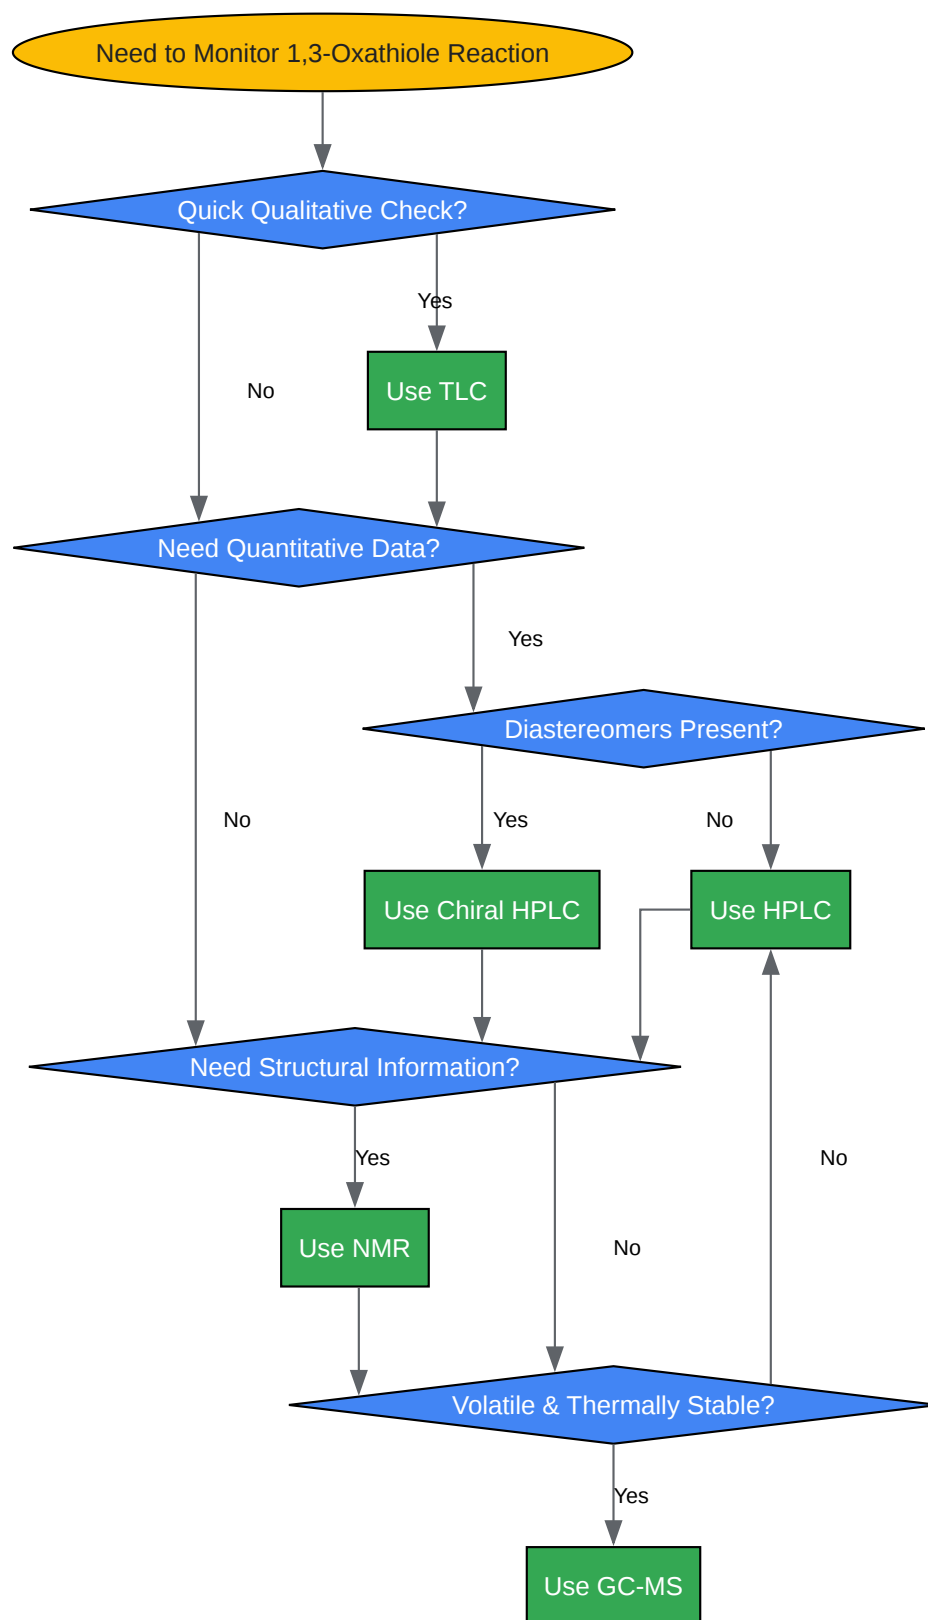 Need to Monitor 1,3-Oxathiole Reaction
Quick Qualitative Check?
Yes
No
Use TLC
Need Quantitative Data?
Yes
Diastereomers Present?
No
Yes
No
Use Chiral HPLC
Use HPLC
Need Structural Information?
Yes
No
Use NMR
No
Volatile & Thermally Stable?
Yes
Use GC-MS